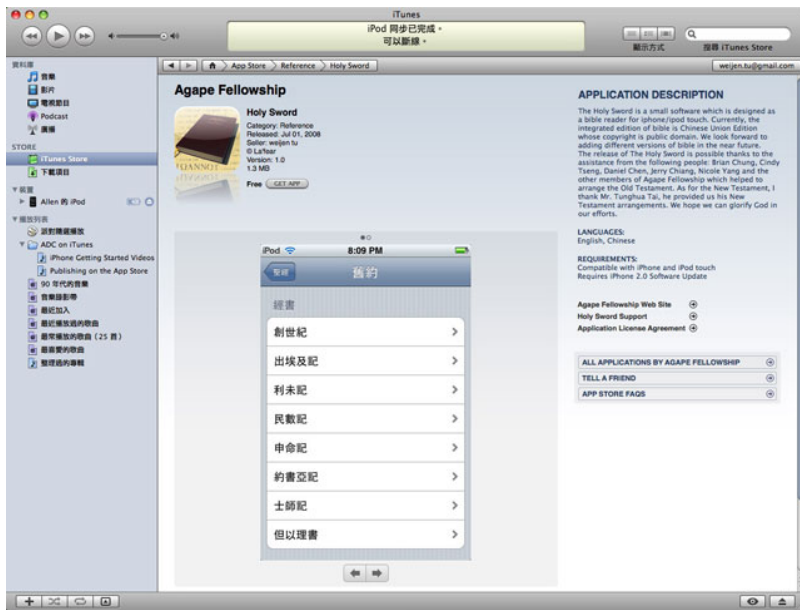 iTunes
iPod 同步已完成。
可以斷線。
顯示方式
搜尋 iTunes Store
資料庫
音樂
影片
電視節目
Podcast
廣播
STORE
iTunes Store
下載項目
裝置
Allen 的 iPod
播放列表
派對精選播放
ADC on iTunes
iPhone Getting Started Videos
Publishing on the App Store
90 年代的音樂
音樂錄影帶
最近加入
最近播放過的歌曲
最常播放的歌曲（25 首）
最喜愛的歌曲
整理過的專輯
App Store
Reference
Holy Sword
weijen.tu@gmail.com
Agape Fellowship
Holy Sword
Category: Reference
Released: Jul 01, 2008
Seller: weijen tu
© La'fear
Version: 1.0
1.3 MB
Free GET APP
iPod
8:09 PM
聖經
舊約
經書
創世紀
出埃及記
利未記
民數記
申命記
約書亞記
士師記
但以理書
APPLICATION DESCRIPTION
The Holy Sword is a small software which is designed as
a bible reader for iphone/ipod touch. Currently, the
integrated edition of bible is Chinese Union Edition
whose copyright is public domain. We look forward to
adding different versions of bible in the near future.
The release of The Holy Sword is possible thanks to the
assistance from the following people: Brian Chung, Cindy
Tseng, Daniel Chen, Jerry Chiang, Nicole Yang and the
other members of Agape Fellowship which helped to
arrange the Old Testament. As for the New Testament, I
thank Mr. Tunghua Tai, he provided us his New
Testament arrangements. We hope we can glorify God in
our efforts.
LANGUAGES:
English, Chinese
REQUIREMENTS:
Compatible with iPhone and iPod touch
Requires iPhone 2.0 Software Update
Agape Fellowship Web Site
Holy Sword Support
Application License Agreement
ALL APPLICATIONS BY AGAPE FELLOWSHIP
TELL A FRIEND
APP STORE FAQS